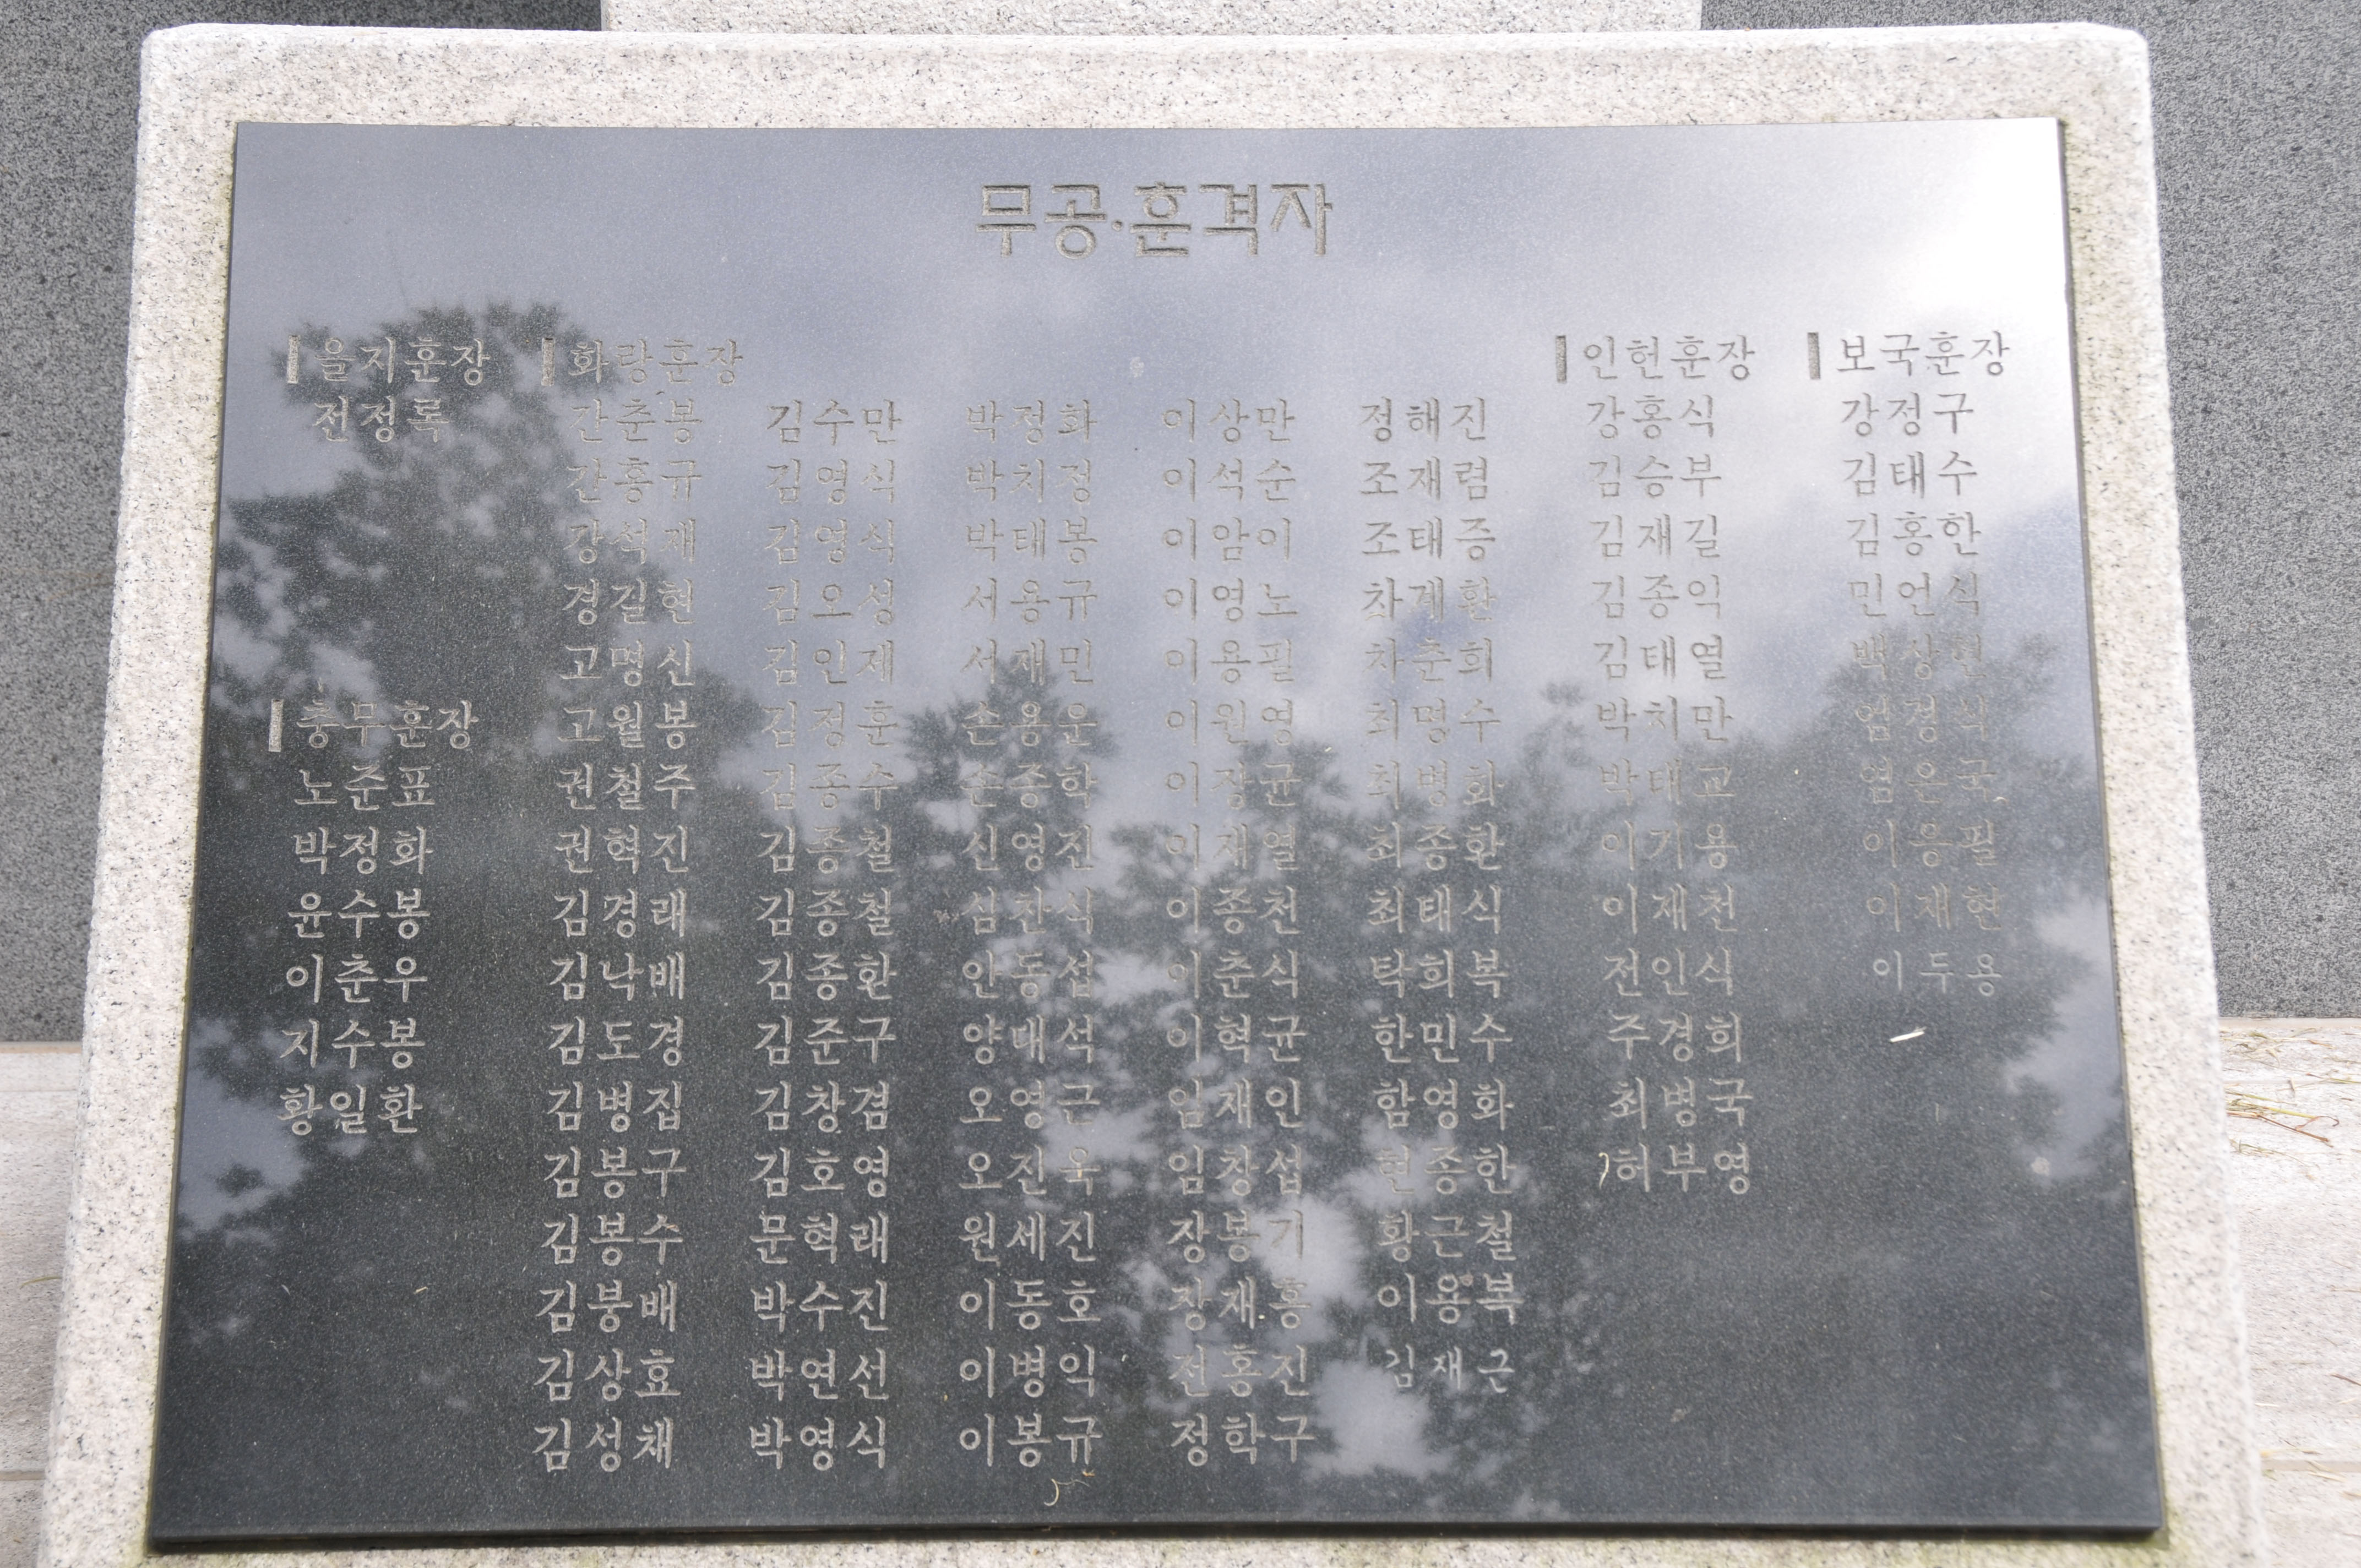 무공·훈격자
을지훈장
전정록
충무훈장
노준표
박정화
윤수봉
이춘우
지수봉
황일환
화랑훈장
간춘봉
간홍규
강석재
경길현
고명신
고월봉
권철주
권혁진
김경래
김낙배
김도경
김병집
김봉구
김봉수
김붕배
김상효
김성채
김수만
김영식
김영식
김오성
김인제
김정훈
김종수
김종철
김종철
김종환
김준구
김창겸
김호영
문혁래
박수진
박연선
박영식
박정화
박치정
박태봉
서용규
서재민
손용운
손종학
신영진
심찬식
안동섭
양대석
오영근
오진욱
원세진
이동호
이병익
이봉규
이상만
이석순
이암이
이영노
이용필
이원영
이장균
이재열
이종천
이춘식
이혁균
임재인
임창섭
장봉기
장재홍
전홍진
정학구
정해진
조재렴
조태증
차계환
차춘희
최명수
최병화
최종환
최태식
탁희복
한민수
함영화
현종한
황근철
이용복
김재근
인헌훈장
강홍식
김승부
김재길
김종익
김태열
박치만
박태교
이기용
이재천
전인식
주경희
최병국
허부영
보국훈장
강정구
김태수
김홍한
민언식
백상현
엄경식
이응필
이재현
이두용